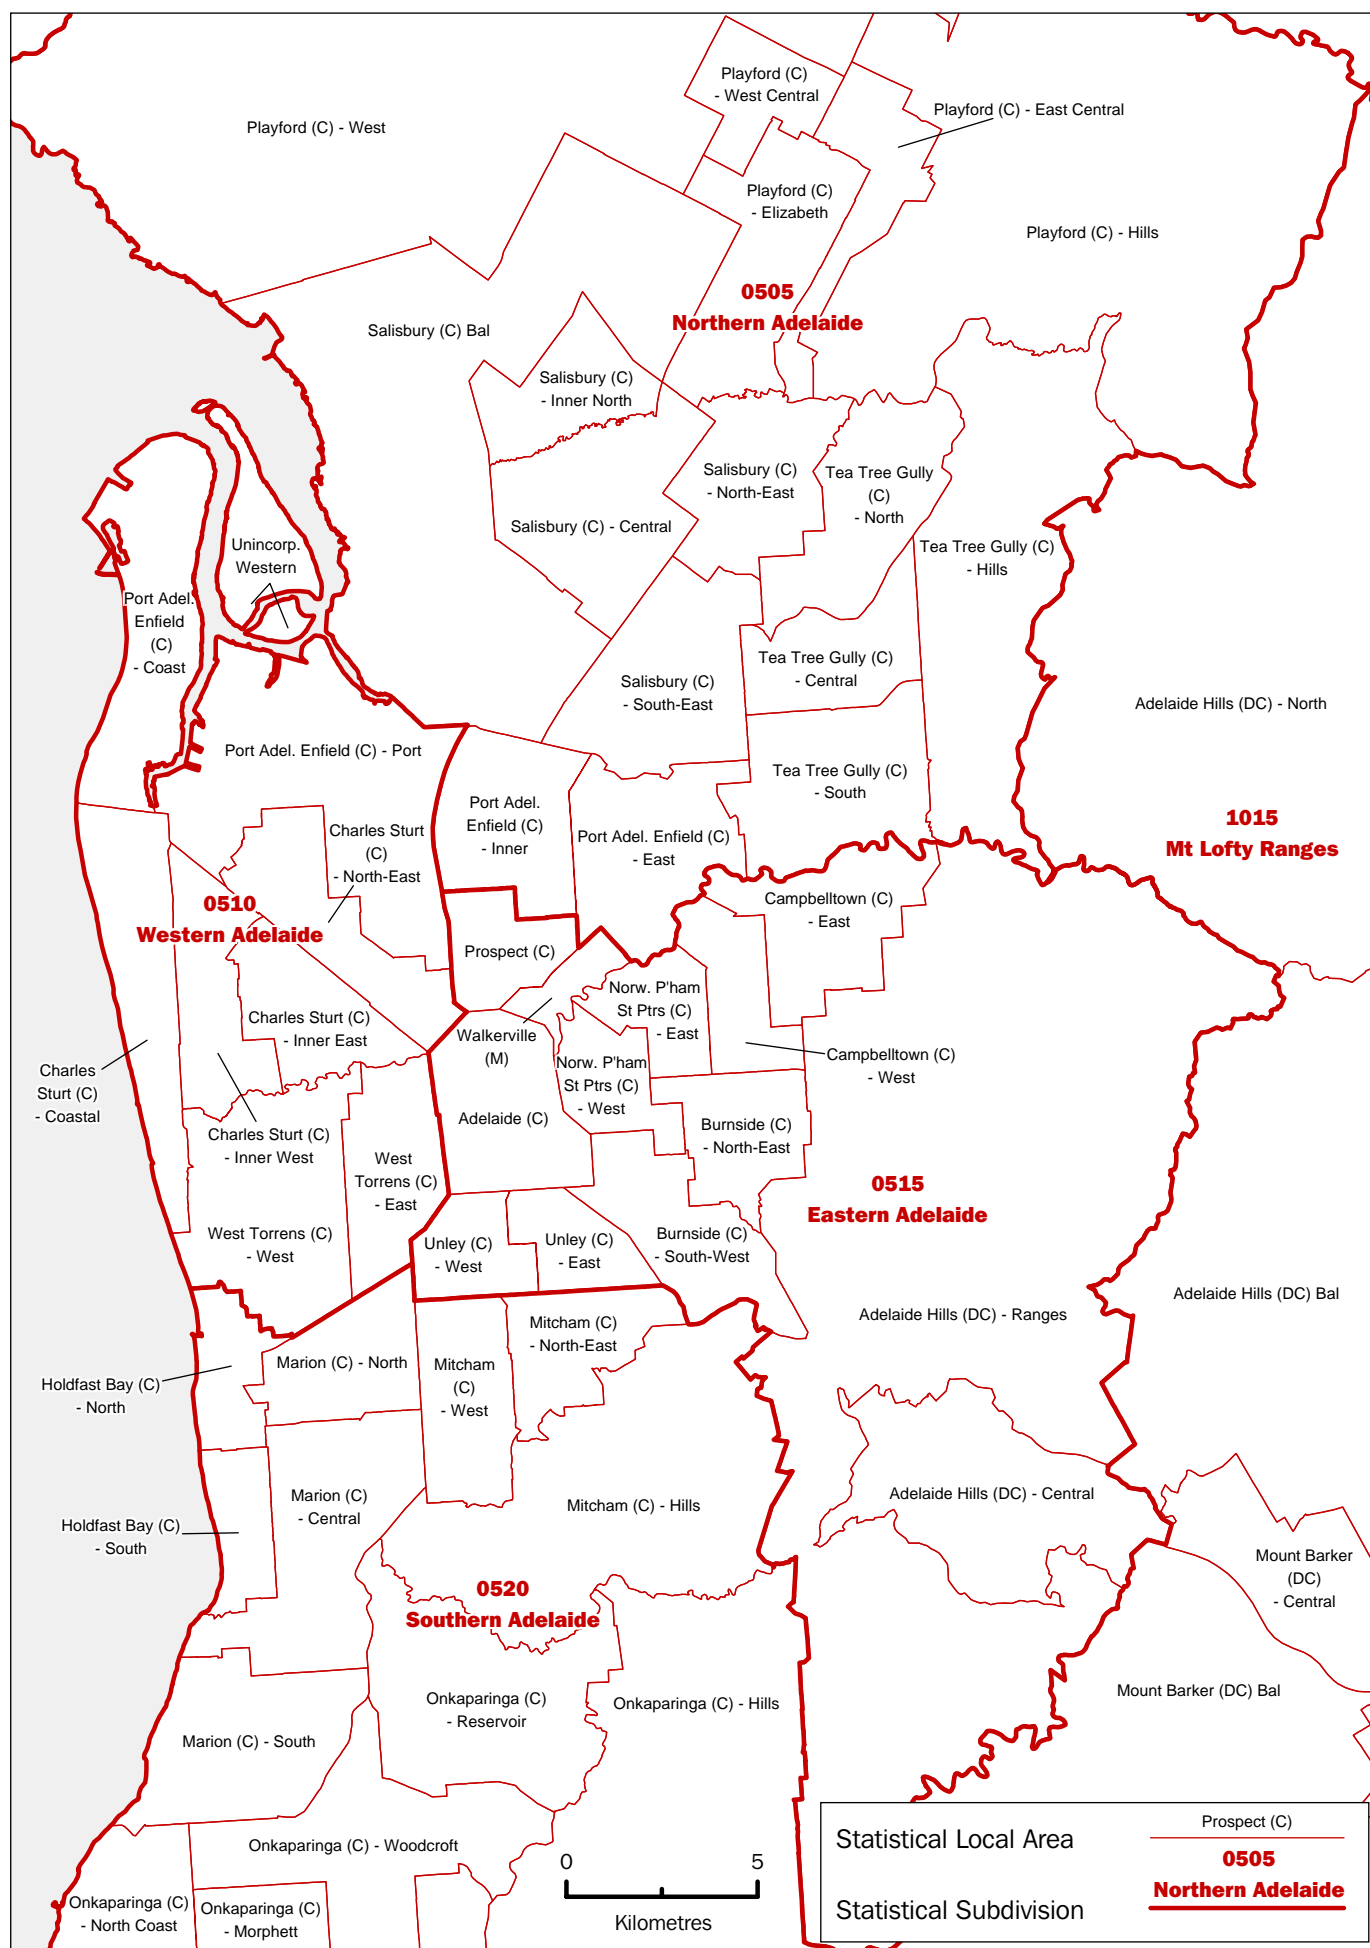 Playford (C)
- West Central
Playford (C) - East Central
Playford (C) - West
Playford (C)
- Elizabeth
Playford (C) - Hills
0505
Northern Adelaide
Salisbury (C) Bal
Salisbury (C)
- Inner North
Salisbury (C)
- North-East
Tea Tree Gully
(C)
- North
Salisbury (C) - Central
Tea Tree Gully (C)
- Hills
Unincorp.
Western
Port Adel.
Enfield
(C)
- Coast
Tea Tree Gully (C)
- Central
Salisbury (C)
- South-East
Adelaide Hills (DC) - North
Port Adel. Enfield (C) - Port
Tea Tree Gully (C)
- South
Port Adel.
Enfield (C)
- Inner
Port Adel. Enfield (C)
- East
Charles Sturt
(C)
- North-East
1015
Mt Lofty Ranges
0510
Western Adelaide
Campbelltown (C)
- East
Prospect (C)
Norw. P'ham
St Ptrs (C)
- East
Charles Sturt (C)
- Inner East
Walkerville
(M)
Campbelltown (C)
- West
Charles
Sturt (C)
- Coastal
Norw. P'ham
St Ptrs (C)
- West
Adelaide (C)
Burnside (C)
- North-East
Charles Sturt (C)
- Inner West
West
Torrens (C)
- East
0515
Eastern Adelaide
West Torrens (C)
- West
Unley (C)
- West
Unley (C)
- East
Burnside (C)
- South-West
Adelaide Hills (DC) Bal
Adelaide Hills (DC) - Ranges
Mitcham (C)
- North-East
Marion (C) - North
Mitcham
(C)
- West
Holdfast Bay (C)
- North
Marion (C)
- Central
Adelaide Hills (DC) - Central
Mitcham (C) - Hills
Holdfast Bay (C)
- South
Mount Barker
(DC)
- Central
0520
Southern Adelaide
Onkaparinga (C)
- Reservoir
Onkaparinga (C) - Hills
Mount Barker (DC) Bal
Marion (C) - South
Onkaparinga (C) - Woodcroft
Onkaparinga (C)
- North Coast
Onkaparinga (C)
- Morphett
0 5
Kilometres
Statistical Local Area
Prospect (C)
0505
Northern Adelaide
Statistical Subdivision